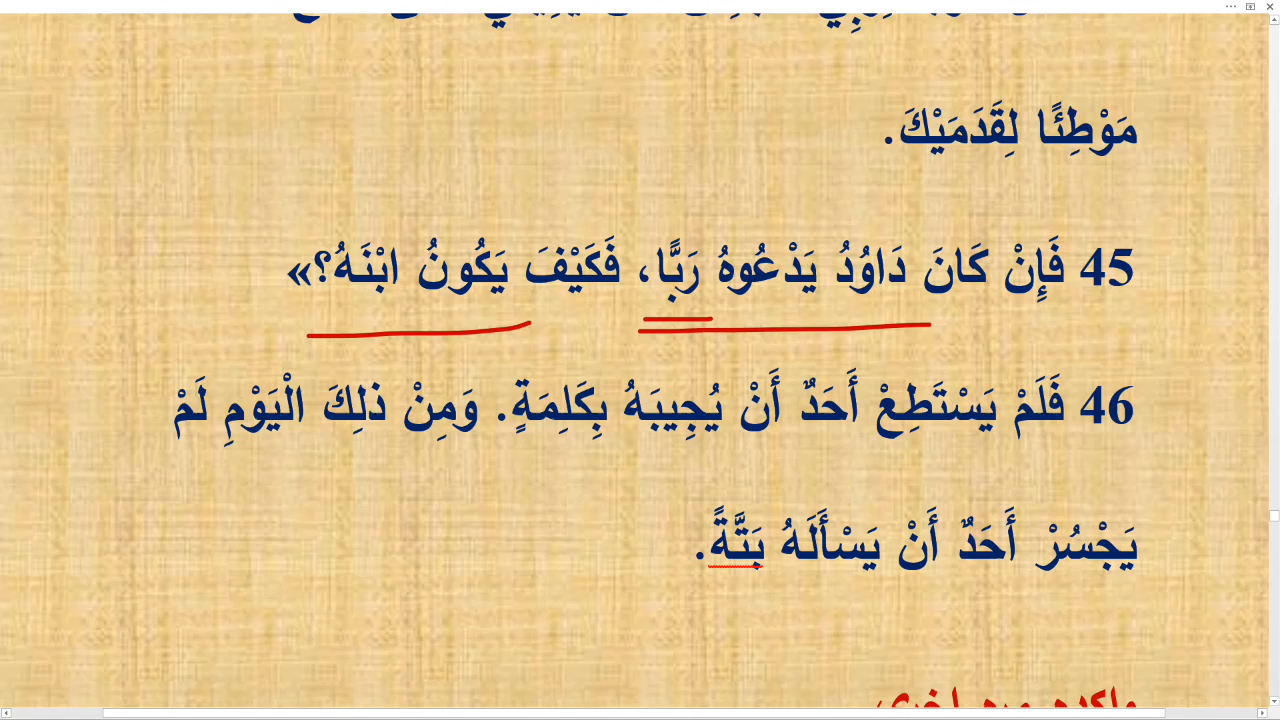 مَوْطِئًا لِقَدَمَيْكَ.
45 فَإِنْ كَانَ دَاوُدُ يَدْعُوهُ رَبًّا، فَكَيْفَ يَكُونُ ابْنَهُ؟»
46 فَلَمْ يَسْتَطِعْ أَحَدٌ أَنْ يُجِيبَهُ بِكَلِمَةٍ. وَمِنْ ذلِكَ الْيَوْمِ لَمْ
يَجْسُرْ أَحَدٌ أَنْ يَسْأَلَهُ بَتَّةً.